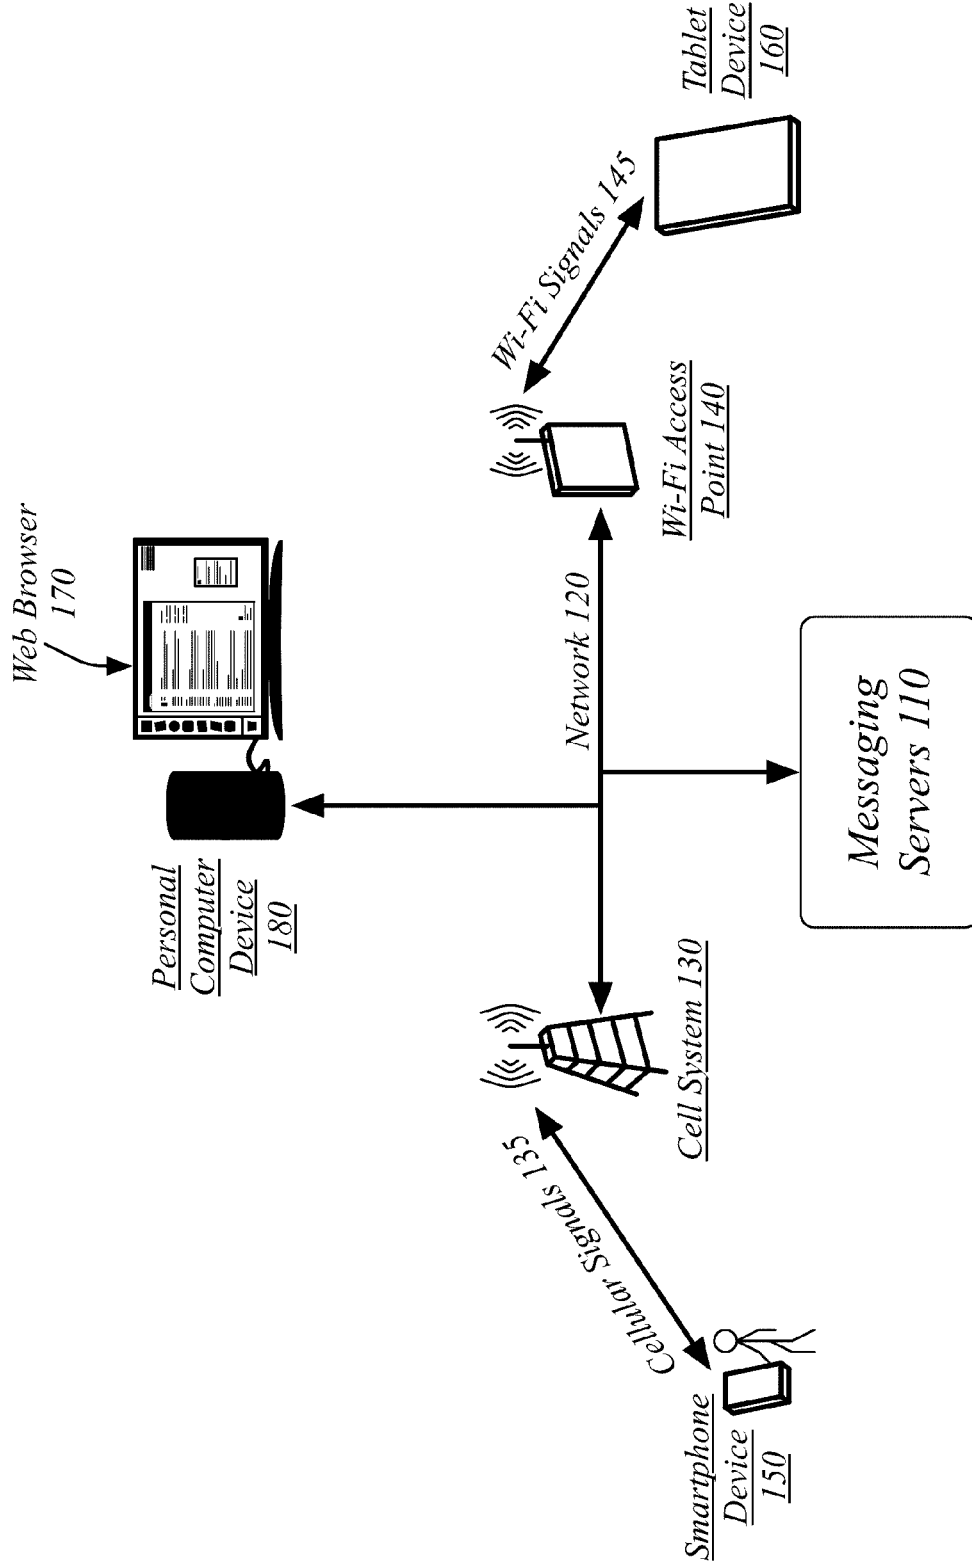 Web Browser
170
Personal
Computer
Device
180
Network 120
Wi-Fi Signals 145
Cellular Signals 135
Cell System 130
Wi-Fi Access
Point 140
Smartphone
Device
150
Tablet
Device
160
Messaging
Servers 110